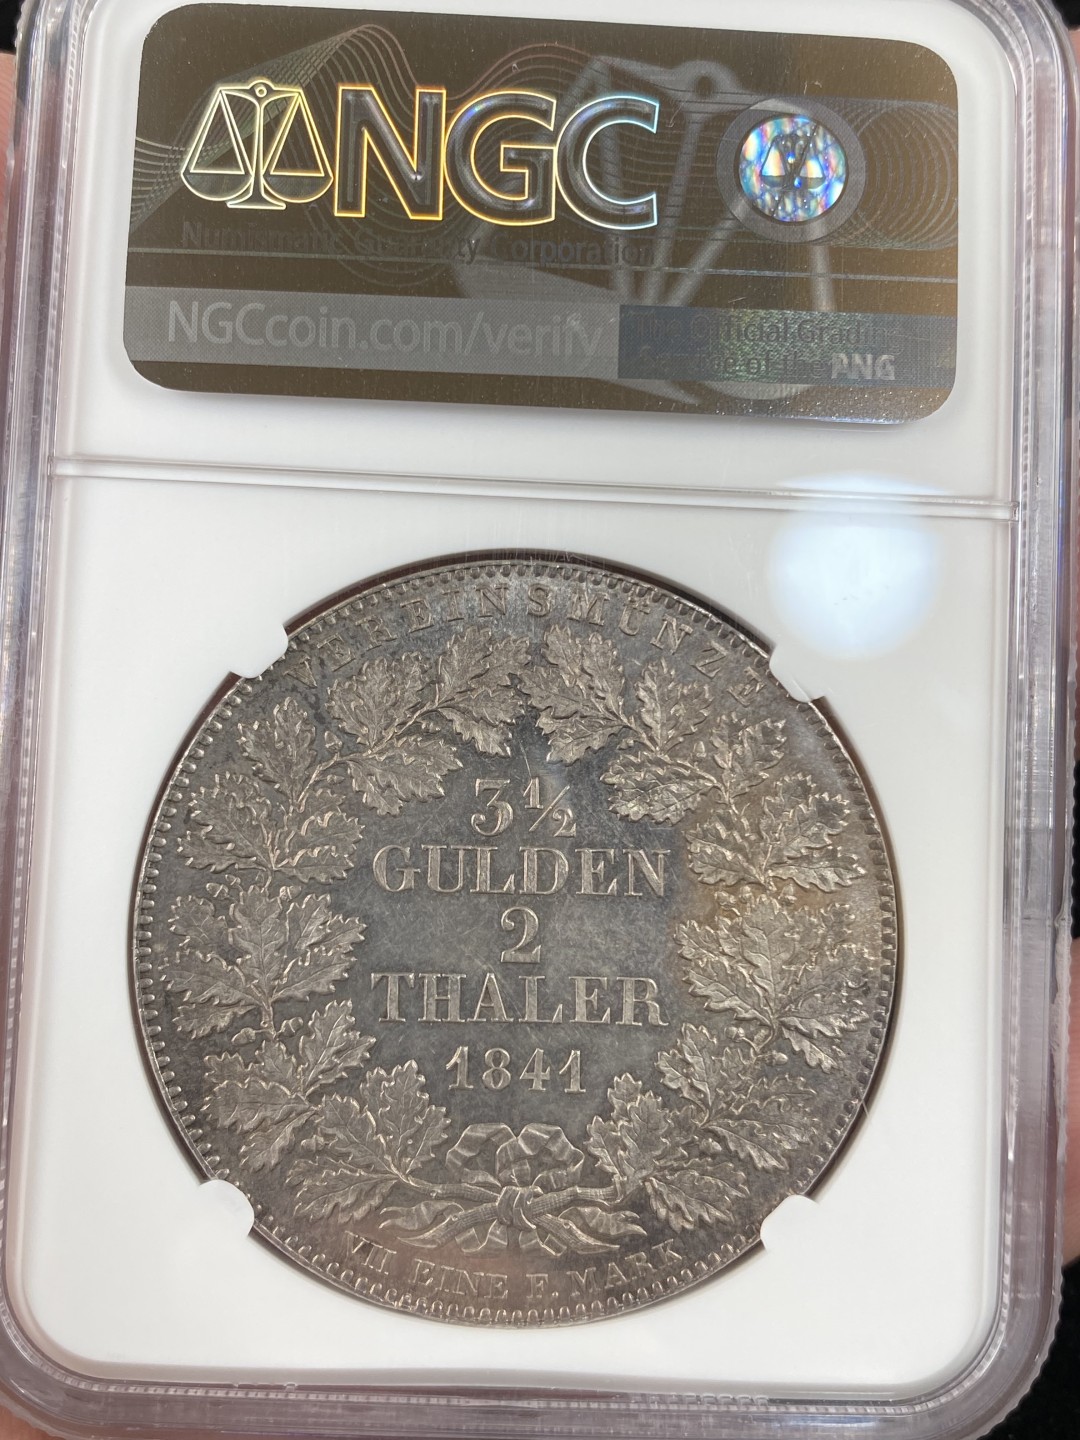 NGC
Numismatic Guaranty Corporation
NGCcoin.com/verify
The Official Grading
Service of the PNG
VEREINSMÜNZE
3½
GULDEN
2
THALER
1841
VII EINE F. MARK